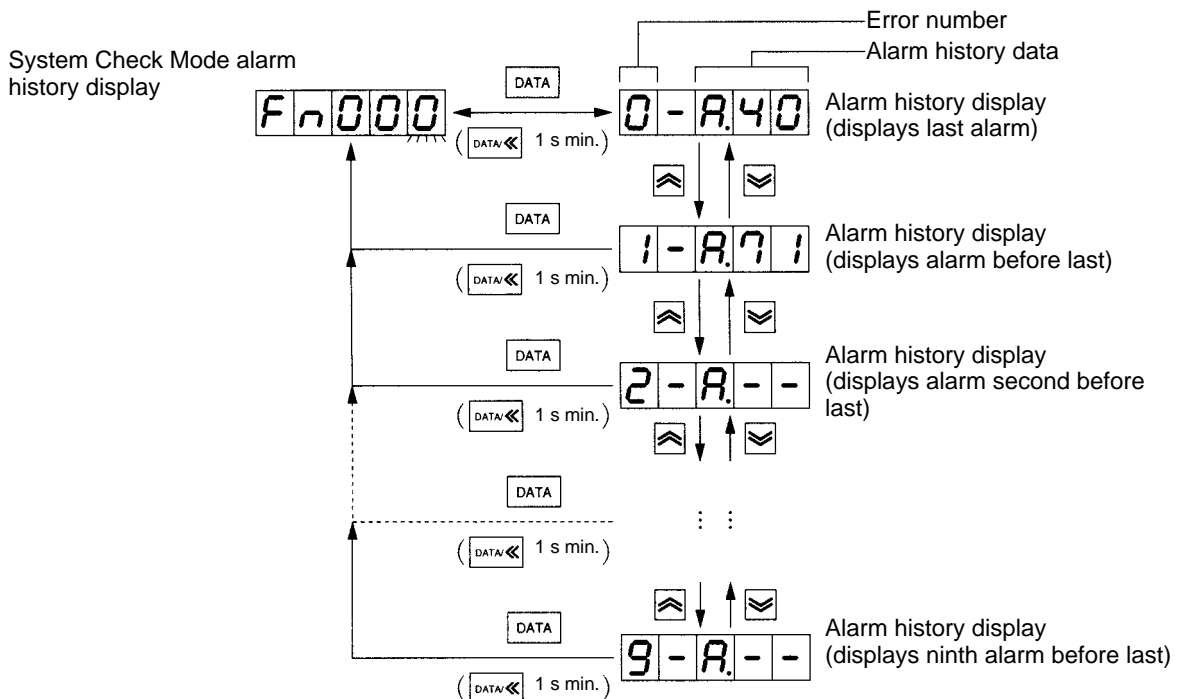 Error number
Alarm history data
System Check Mode alarm
history display
DATA
Fn000
0-A.40
Alarm history display
(displays last alarm)
(DATA/≪ 1 s min.)
DATA
1-A.71
Alarm history display
(displays alarm before last)
(DATA/≪ 1 s min.)
DATA
2-A.--
Alarm history display
(displays alarm second before
last)
(DATA/≪ 1 s min.)
DATA
(DATA/≪ 1 s min.)
DATA
9-A.--
Alarm history display
(displays ninth alarm before last)
(DATA/≪ 1 s min.)